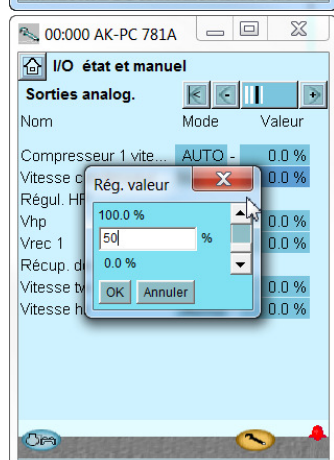 00:000 AK-PC 781A
I/O état et manuel
Sorties analog.
Nom Mode Valeur
Compresseur 1 vite... AUTO - 0.0 %
Vitesse 0.0 %
Régul.
Vhp 0.0 %
Vrec 1 0.0 %
Récup.
Vitesse 0.0 %
Vitesse 0.0 %
Rég. valeur
100.0 %
50 %
0.0 %
OK Annuler